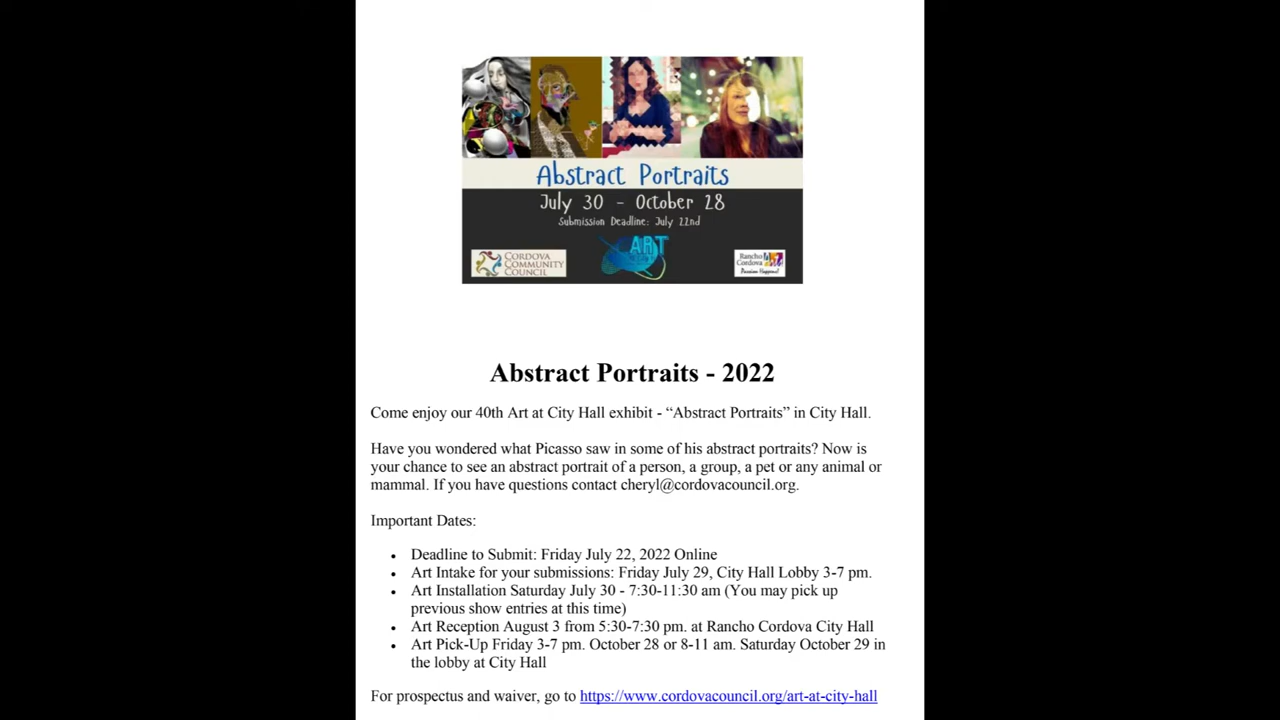 Abstract Portraits
July 30 - October 28
Submission Deadline: July 22nd
CORDOVA
COMMUNITY
COUNCIL
ART
Rancho
Cordova
Passion Happens!
Abstract Portraits - 2022
Come enjoy our 40th Art at City Hall exhibit - “Abstract Portraits” in City Hall.
Have you wondered what Picasso saw in some of his abstract portraits? Now is
your chance to see an abstract portrait of a person, a group, a pet or any animal or
mammal. If you have questions contact cheryl@cordovacouncil.org.
Important Dates:
• Deadline to Submit: Friday July 22, 2022 Online
• Art Intake for your submissions: Friday July 29, City Hall Lobby 3-7 pm.
• Art Installation Saturday July 30 - 7:30-11:30 am (You may pick up
previous show entries at this time)
• Art Reception August 3 from 5:30-7:30 pm. at Rancho Cordova City Hall
• Art Pick-Up Friday 3-7 pm. October 28 or 8-11 am. Saturday October 29 in
the lobby at City Hall
For prospectus and waiver, go to https://www.cordovacouncil.org/art-at-city-hall